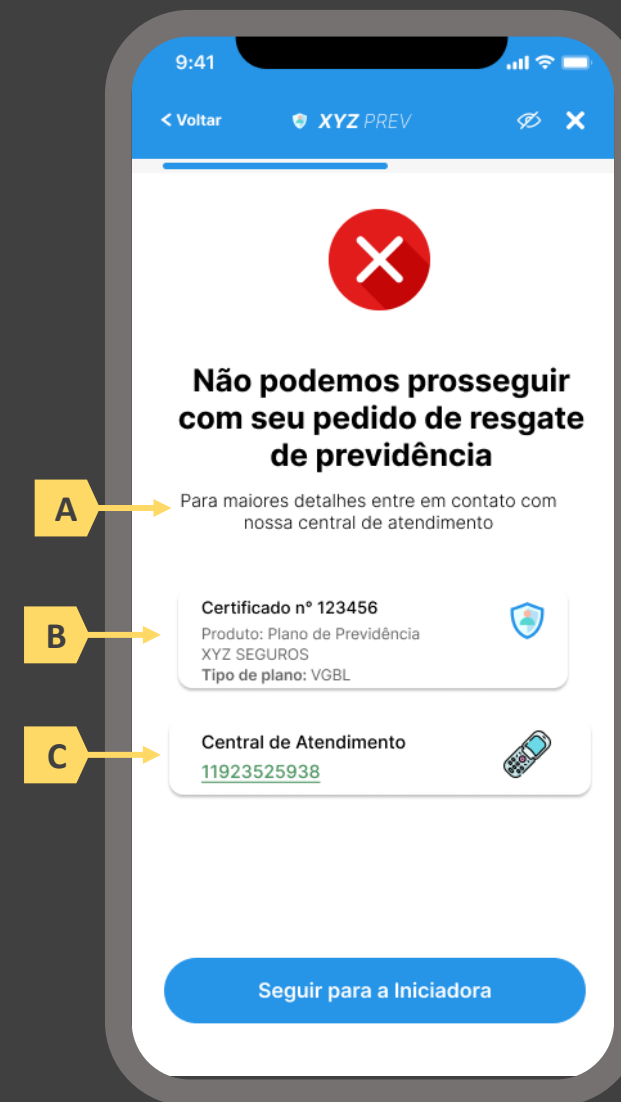 9:41
< Voltar
XYZ PREV
Não podemos prosseguir
com seu pedido de resgate
de previdência
A
Para maiores detalhes entre em contato com
nossa central de atendimento
B
Certificado n° 123456
Produto: Plano de Previdência
XYZ SEGUROS
Tipo de plano: VGBL
C
Central de Atendimento
11923525938
Seguir para a Iniciadora